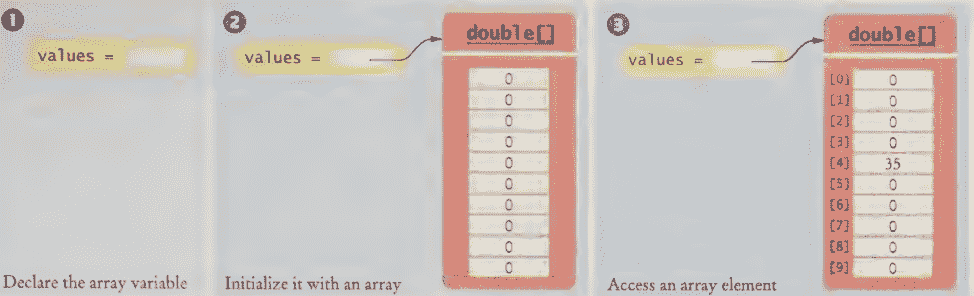 1
values =
Declare the array variable
2
values =
double[]
0
0
0
0
0
0
0
0
0
0
Initialize it with an array
3
values =
double[]
[0] 0
[1] 0
[2] 0
[3] 0
[4] 35
[5] 0
[6] 0
[7] 0
[8] 0
[9] 0
Access an array element